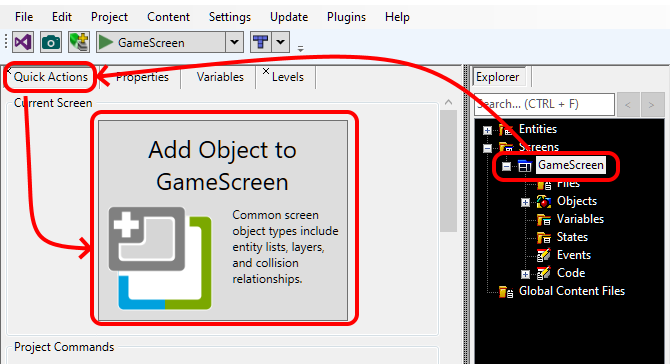 File Edit Project Content Settings Update Plugins Help
GameScreen
Quick Actions Properties Variables Levels
Explorer
Current Screen
Search... (CTRL + F)
< >
Add Object to
GameScreen
Common screen
object types include
entity lists, layers,
and collision
relationships.
Project Commands
Entities
Screens
GameScreen
Files
Objects
Variables
States
Events
Code
Global Content Files